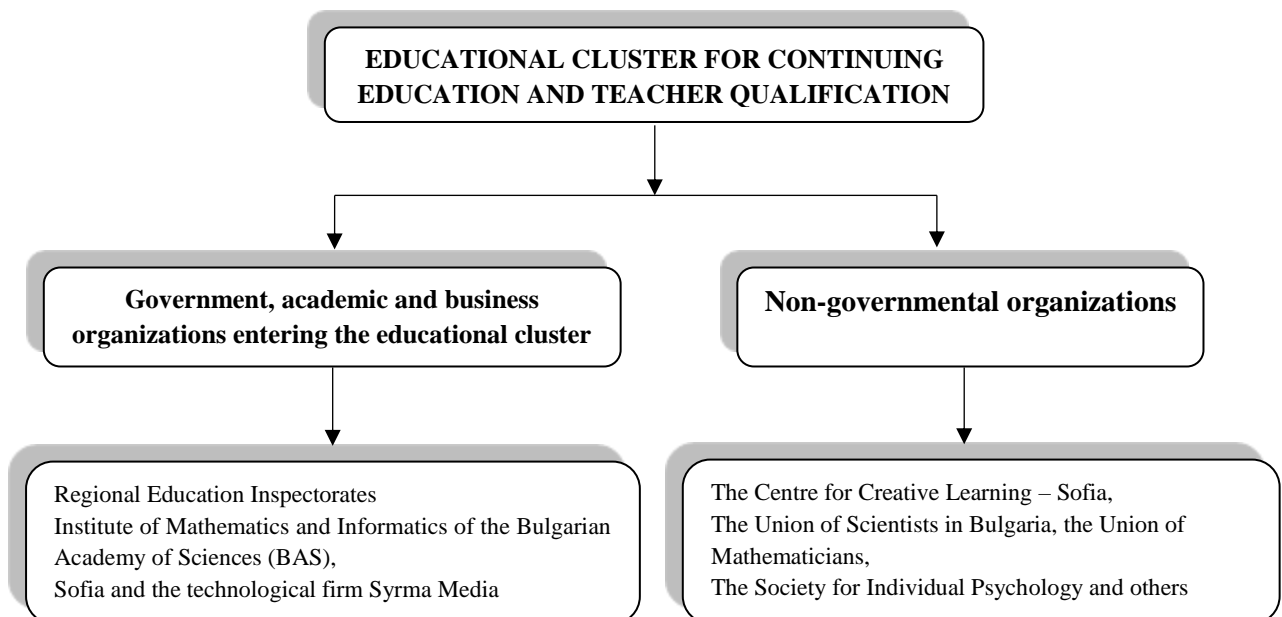 EDUCATIONAL CLUSTER FOR CONTINUING
EDUCATION AND TEACHER QUALIFICATION
Government, academic and business
organizations entering the educational cluster
Non-governmental organizations
Regional Education Inspectorates
Institute of Mathematics and Informatics of the Bulgarian
Academy of Sciences (BAS),
Sofia and the technological firm Syrma Media
The Centre for Creative Learning – Sofia,
The Union of Scientists in Bulgaria, the Union of
Mathematicians,
The Society for Individual Psychology and others